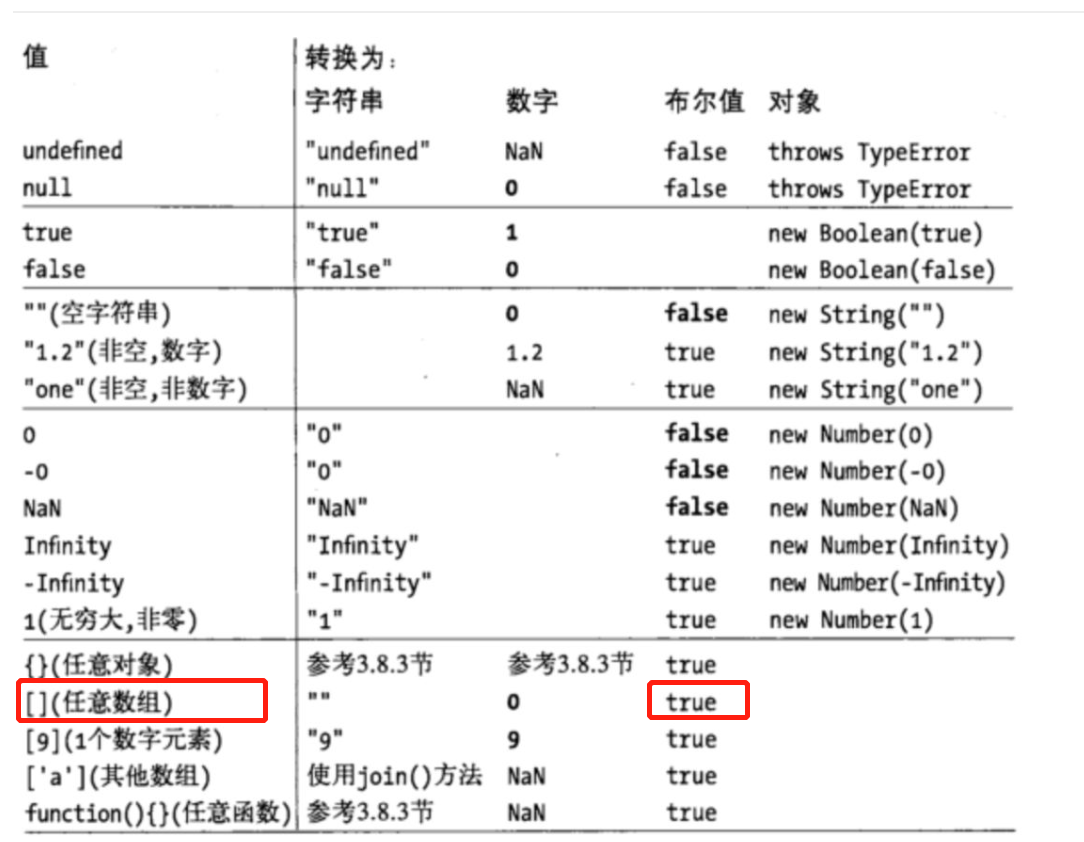 值 转换为：
字符串 数字 布尔值 对象
undefined "undefined" NaN false throws TypeError
null "null" 0 false throws TypeError
true "true" 1 new Boolean(true)
false "false" 0 new Boolean(false)
""(空字符串) 0 false new String("")
"1.2"(非空,数字) 1.2 true new String("1.2")
"one"(非空,非数字) NaN true new String("one")
0 "0" false new Number(0)
-0 "0" false new Number(-0)
NaN "NaN" false new Number(NaN)
Infinity "Infinity" true new Number(Infinity)
-Infinity "-Infinity" true new Number(-Infinity)
1(无穷大,非零) "1" true new Number(1)
{}(任意对象) 参考3.8.3节 参考3.8.3节 true
[](任意数组) "" 0 true
[9](1个数字元素) "9" 9 true
['a'](其他数组) 使用join()方法 NaN true
function(){}(任意函数) 参考3.8.3节 NaN true